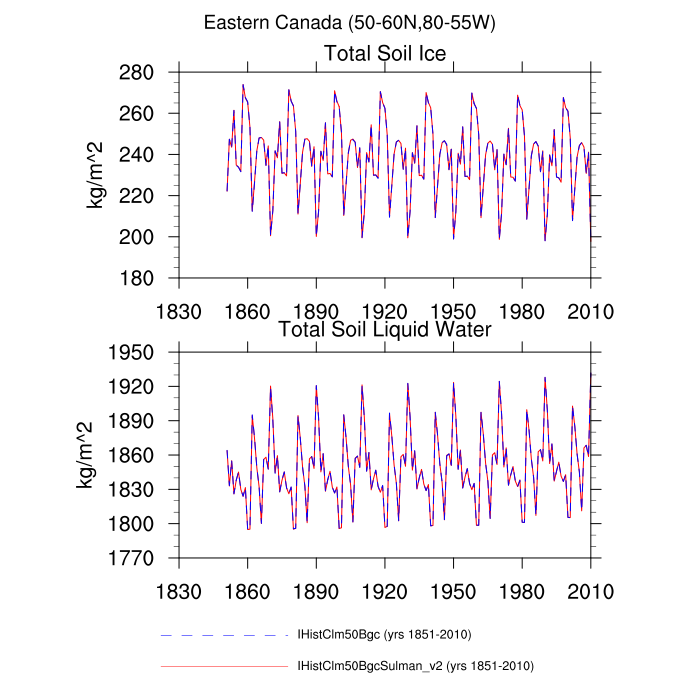 Eastern Canada (50-60N,80-55W)
Total Soil Ice
280
260
240
220
200
180
kg/m^2
1830 1860 1890 1920 1950 1980 2010
Total Soil Liquid Water
1950
1920
1890
1860
1830
1800
1770
kg/m^2
1830 1860 1890 1920 1950 1980 2010
IHistClm50Bgc (yrs 1851-2010)
IHistClm50BgcSulman_v2 (yrs 1851-2010)